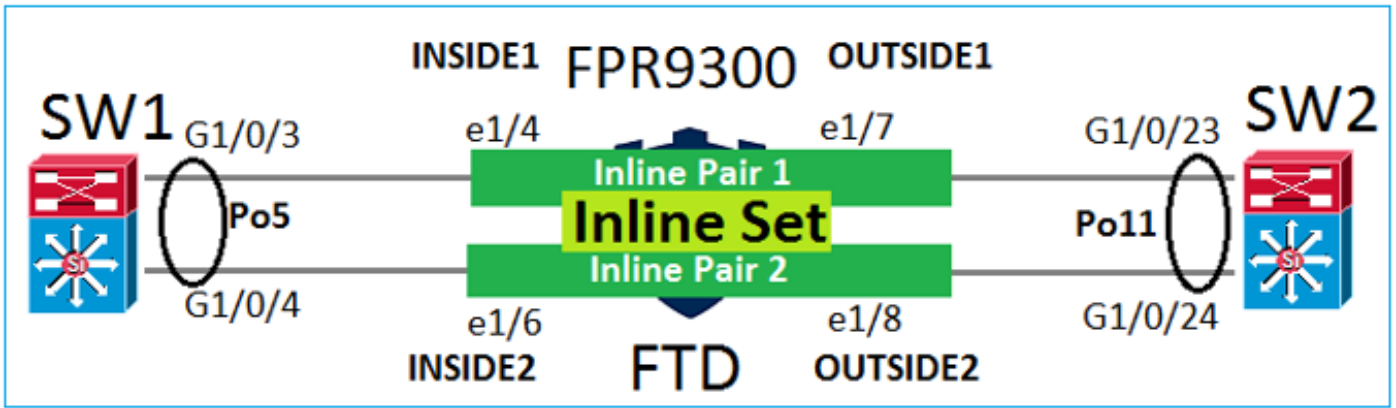 INSIDE1 FPR9300 OUTSIDE1
SW1 G1/0/3 e1/4 e1/7 G1/0/23 SW2
Inline Pair 1
Po5 Inline Set Po11
Si Si
Inline Pair 2
G1/0/4 e1/6 e1/8 G1/0/24
INSIDE2 FTD OUTSIDE2